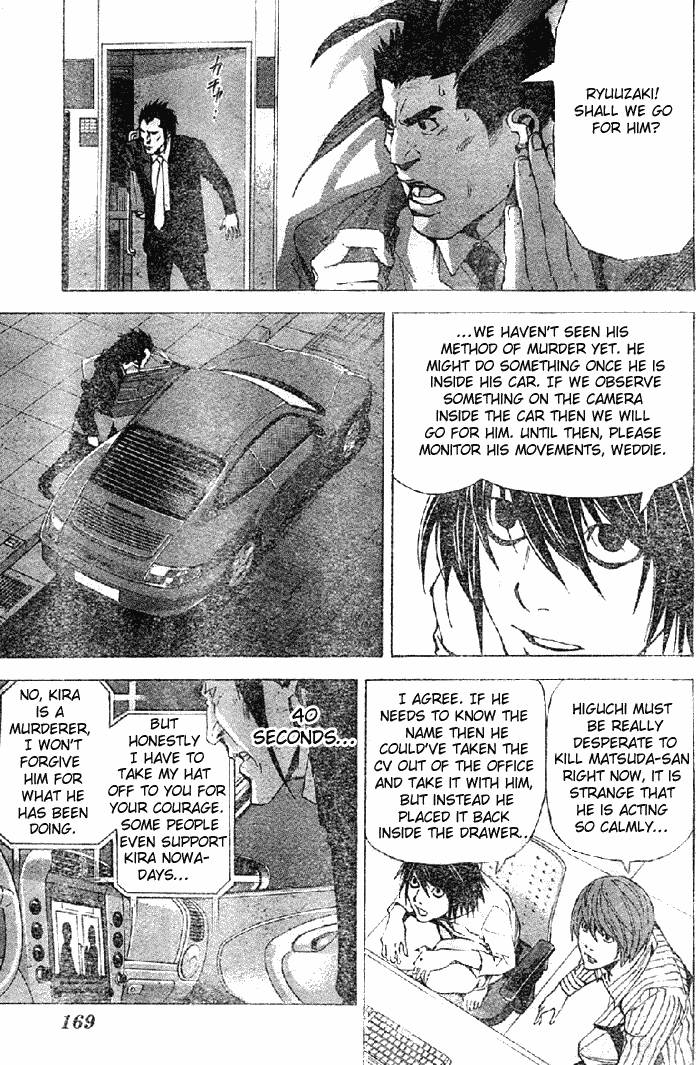 RYUUZAKI!
SHALL WE GO
FOR HIM?
...WE HAVEN'T SEEN HIS
METHOD OF MURDER YET. HE
MIGHT DO SOMETHING ONCE HE IS
INSIDE HIS CAR. IF WE OBSERVE
SOMETHING ON THE CAMERA
INSIDE THE CAR THEN WE WILL
GO FOR HIM. UNTIL THEN, PLEASE
MONITOR HIS MOVEMENTS, WEDDIE.
HIGUCHI MUST
BE REALLY
DESPERATE TO
KILL MATSUDA-SAN
RIGHT NOW, IT IS
STRANGE THAT
HE IS ACTING
SO CALMLY...
I AGREE. IF HE
NEEDS TO KNOW THE
NAME THEN HE
COULD'VE TAKEN THE
CV OUT OF THE OFFICE
AND TAKE IT WITH HIM,
BUT INSTEAD HE
PLACED IT BACK
INSIDE THE DRAWER..
40
SECONDS...
BUT
HONESTLY
I HAVE TO
TAKE MY HAT
OFF TO YOU FOR
YOUR COURAGE.
SOME PEOPLE
EVEN SUPPORT
KIRA NOWA-
DAYS...
NO, KIRA
IS A
MURDERER,
I WON'T
FORGIVE
HIM FOR
WHAT HE
HAS BEEN
DOING.
169